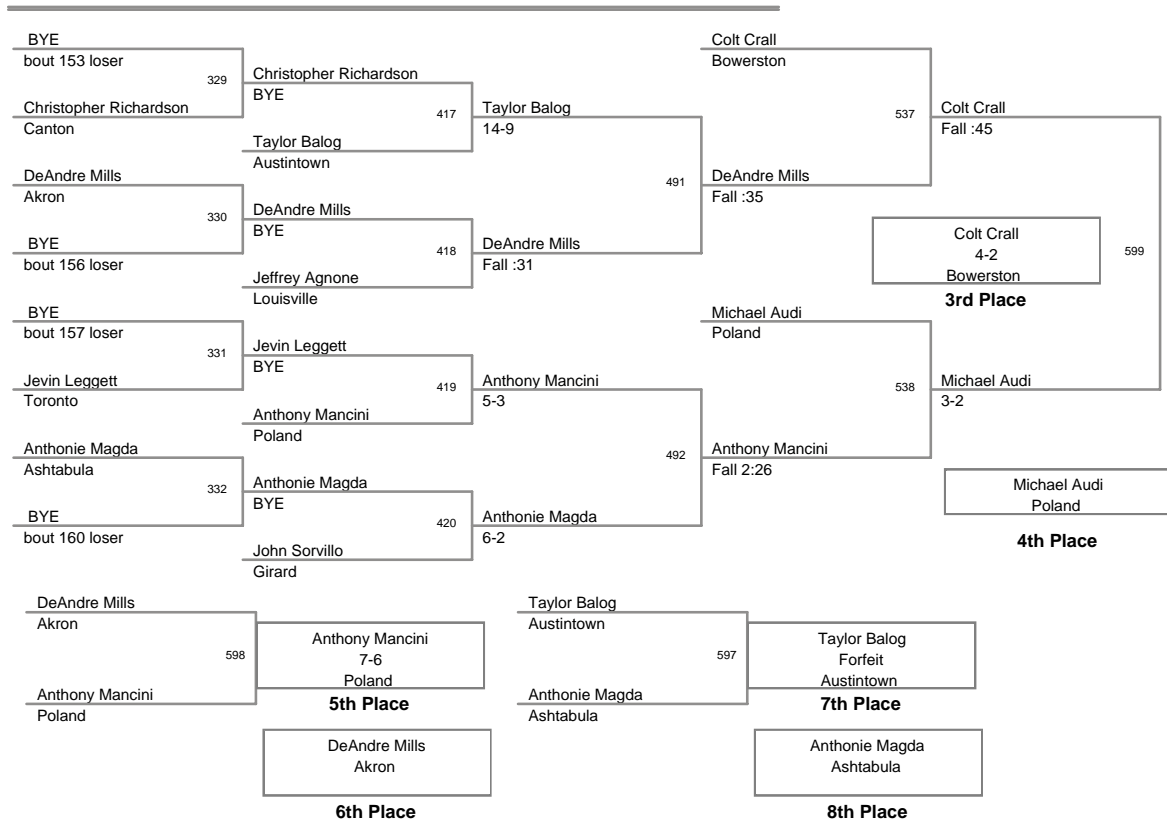 BYE
bout 153 loser
329
Christopher Richardson
Canton
DeAndre Mills
Akron
330
BYE
bout 156 loser
BYE
bout 157 loser
331
Jevin Leggett
Toronto
Anthonie Magda
Ashtabula
332
BYE
bout 160 loser
Christopher Richardson
BYE
417
Taylor Balog
Austintown
DeAndre Mills
BYE
418
Jeffrey Agnone
Louisville
Jevin Leggett
BYE
419
Anthony Mancini
Poland
Anthonie Magda
BYE
420
John Sorvillo
Girard
Taylor Balog
14-9
491
DeAndre Mills
Fall :31
Anthony Mancini
5-3
492
Anthonie Magda
6-2
Colt Crall
Bowerston
537
DeAndre Mills
Fall :35
Michael Audi
Poland
538
Anthony Mancini
Fall 2:26
Colt Crall
Fall :45
599
Michael Audi
3-2
Colt Crall
4-2
Bowerston
3rd Place
Michael Audi
Poland
4th Place
DeAndre Mills
Akron
598
Anthony Mancini
Poland
Anthony Mancini
7-6
Poland
5th Place
DeAndre Mills
Akron
6th Place
Taylor Balog
Austintown
597
Anthonie Magda
Ashtabula
Taylor Balog
Forfeit
Austintown
7th Place
Anthonie Magda
Ashtabula
8th Place